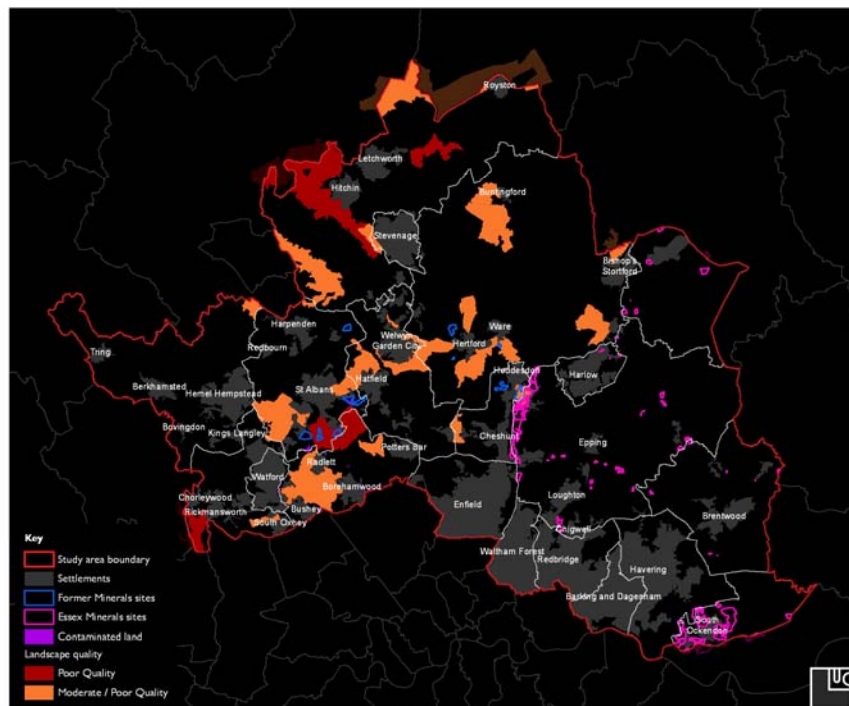 Royston
Letchworth
Hitchin
Buntingford
Stevenage
Bishop's
Stortford
Harpenden
Redbourn
Welwyn
Garden City
Ware
Hertford
Tring
Berkhamsted
Hemel Hempstead
St Albans
Hatfield
Hoddesdon
Harlow
Bovingdon
Kings Langley
Cheshunt
Epping
Potters Bar
Radlett
Watford
Borehamwood
Chorleywood
Rickmansworth
Bushey
South Oxhey
Enfield
Loughton
Chigwell
Brentwood
Waltham Forest
Redbridge
Havering
Barking and Dagenham
South
Ockendon
Key
Study area boundary
Settlements
Former Minerals sites
Essex Minerals sites
Contaminated land
Landscape quality
Poor Quality
Moderate / Poor Quality